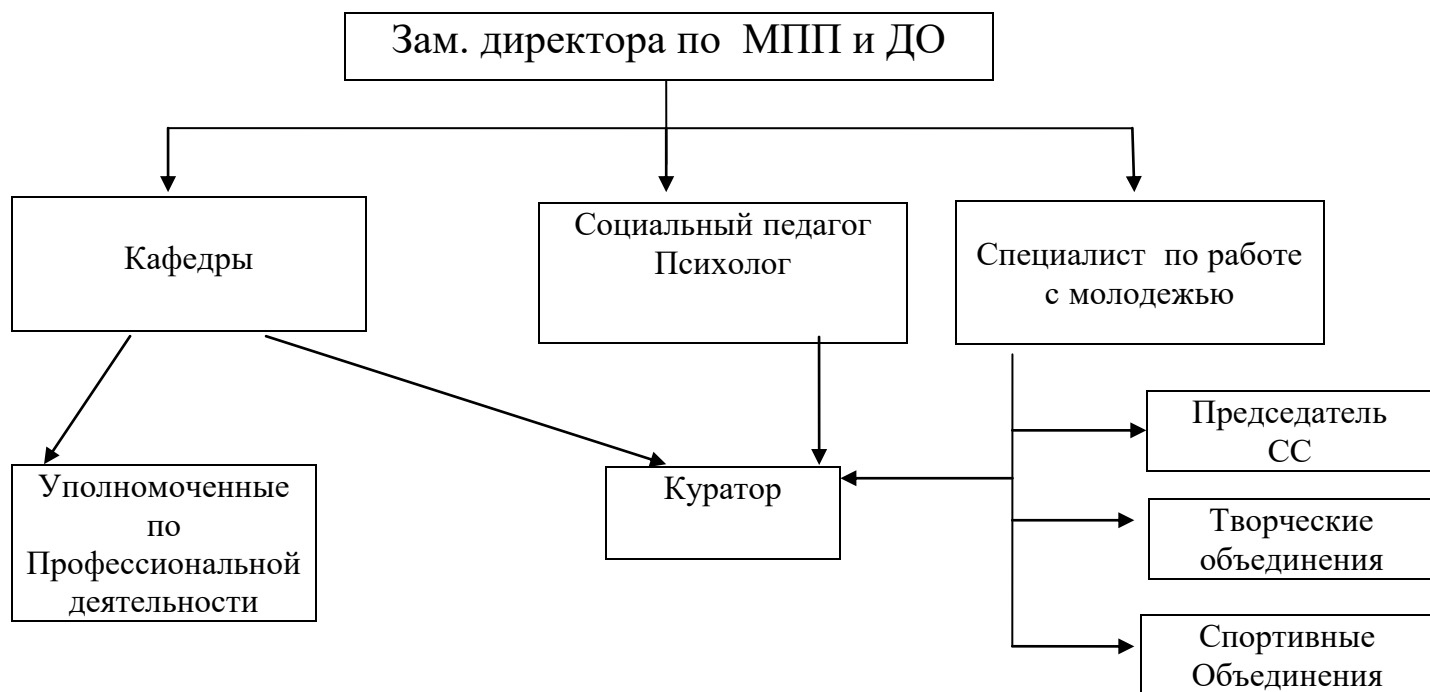 Зам. директора по МПП и ДО
Кафедры
Социальный педагог
Психолог
Специалист по работе
с молодежью
Председатель
СС
Уполномоченные
по
Профессиональной
деятельности
Куратор
Творческие
объединения
Спортивные
Объединения